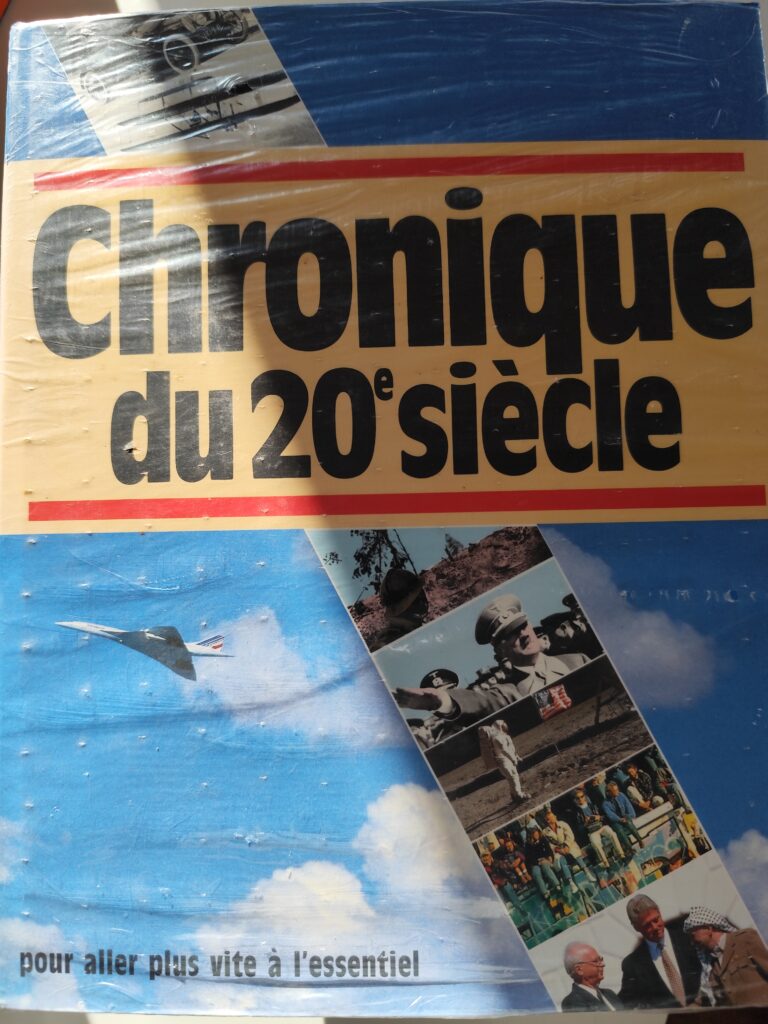 Chronique
du 20e siècle
pour aller plus vite à l'essentiel